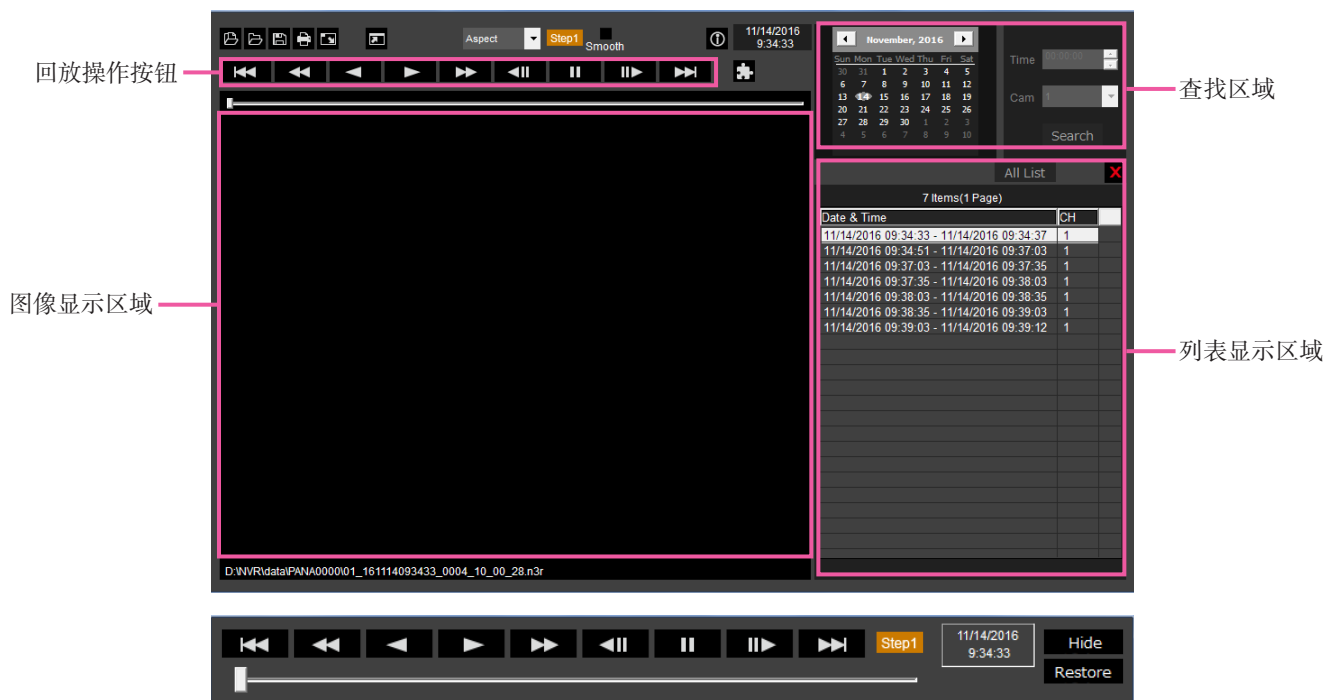 Aspect
Step1
Smooth
11/14/2016
9:34:33
回放操作按钮
November, 2016
Sun Mon Tue Wed Thu Fri Sat
30 31 1 2 3 4 5
6 7 8 9 10 11 12
13 14 15 16 17 18 19
20 21 22 23 24 25 26
27 28 29 30 1 2 3
4 5 6 7 8 9 10
Time 00:00:00
Cam 1
Search
查找区域
All List
X
7 Items(1 Page)
Date & Time CH
11/14/2016 09:34:33 - 11/14/2016 09:34:37 1
11/14/2016 09:34:51 - 11/14/2016 09:37:03 1
11/14/2016 09:37:03 - 11/14/2016 09:37:35 1
11/14/2016 09:37:35 - 11/14/2016 09:38:03 1
11/14/2016 09:38:03 - 11/14/2016 09:38:35 1
11/14/2016 09:38:35 - 11/14/2016 09:39:03 1
11/14/2016 09:39:03 - 11/14/2016 09:39:12 1
图像显示区域
列表显示区域
D:\NVR\data\PANA0000\01_161114093433_0004_10_00_28.n3r
Step1
11/14/2016
9:34:33
Hide
Restore